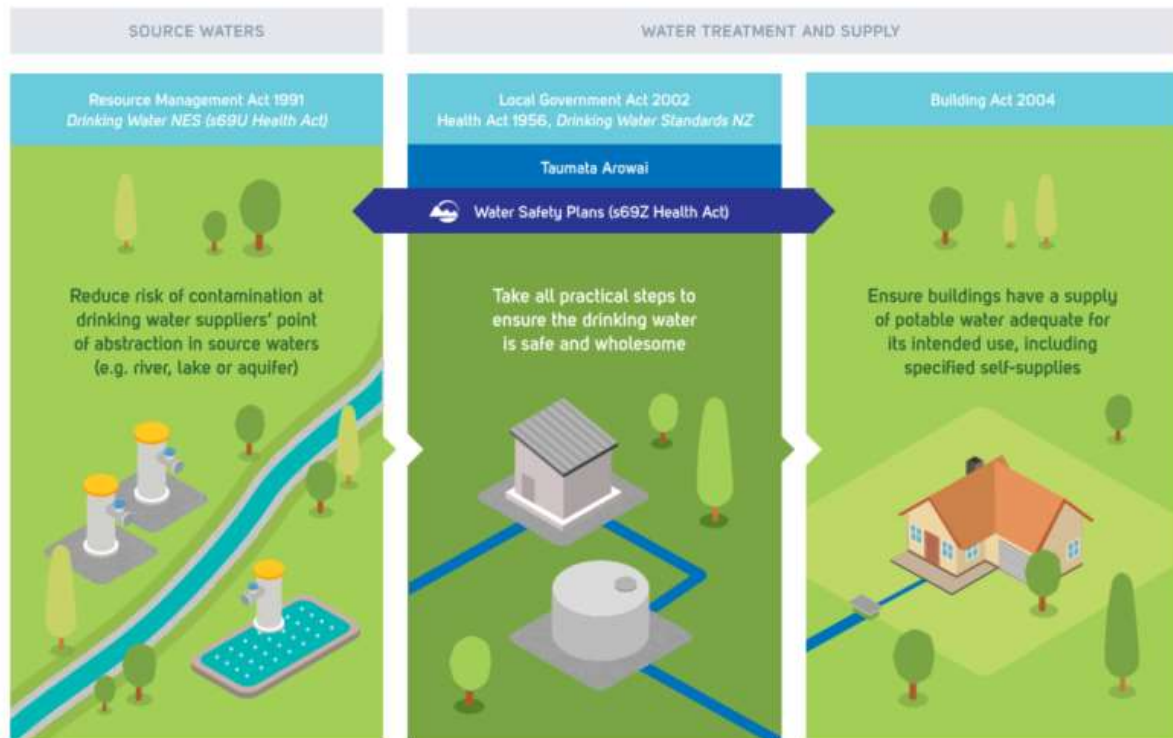 SOURCE WATERS
WATER TREATMENT AND SUPPLY
Resource Management Act 1991
Drinking Water NES (s69U Health Act)
Local Government Act 2002
Health Act 1956, Drinking Water Standards NZ
Building Act 2004
Taumata Arowai
Water Safety Plans (s69Z Health Act)
Reduce risk of contamination at
drinking water suppliers' point
of abstraction in source waters
(e.g. river, lake or aquifer)
Take all practical steps to
ensure the drinking water
is safe and wholesome
Ensure buildings have a supply
of potable water adequate for
its intended use, including
specified self-supplies